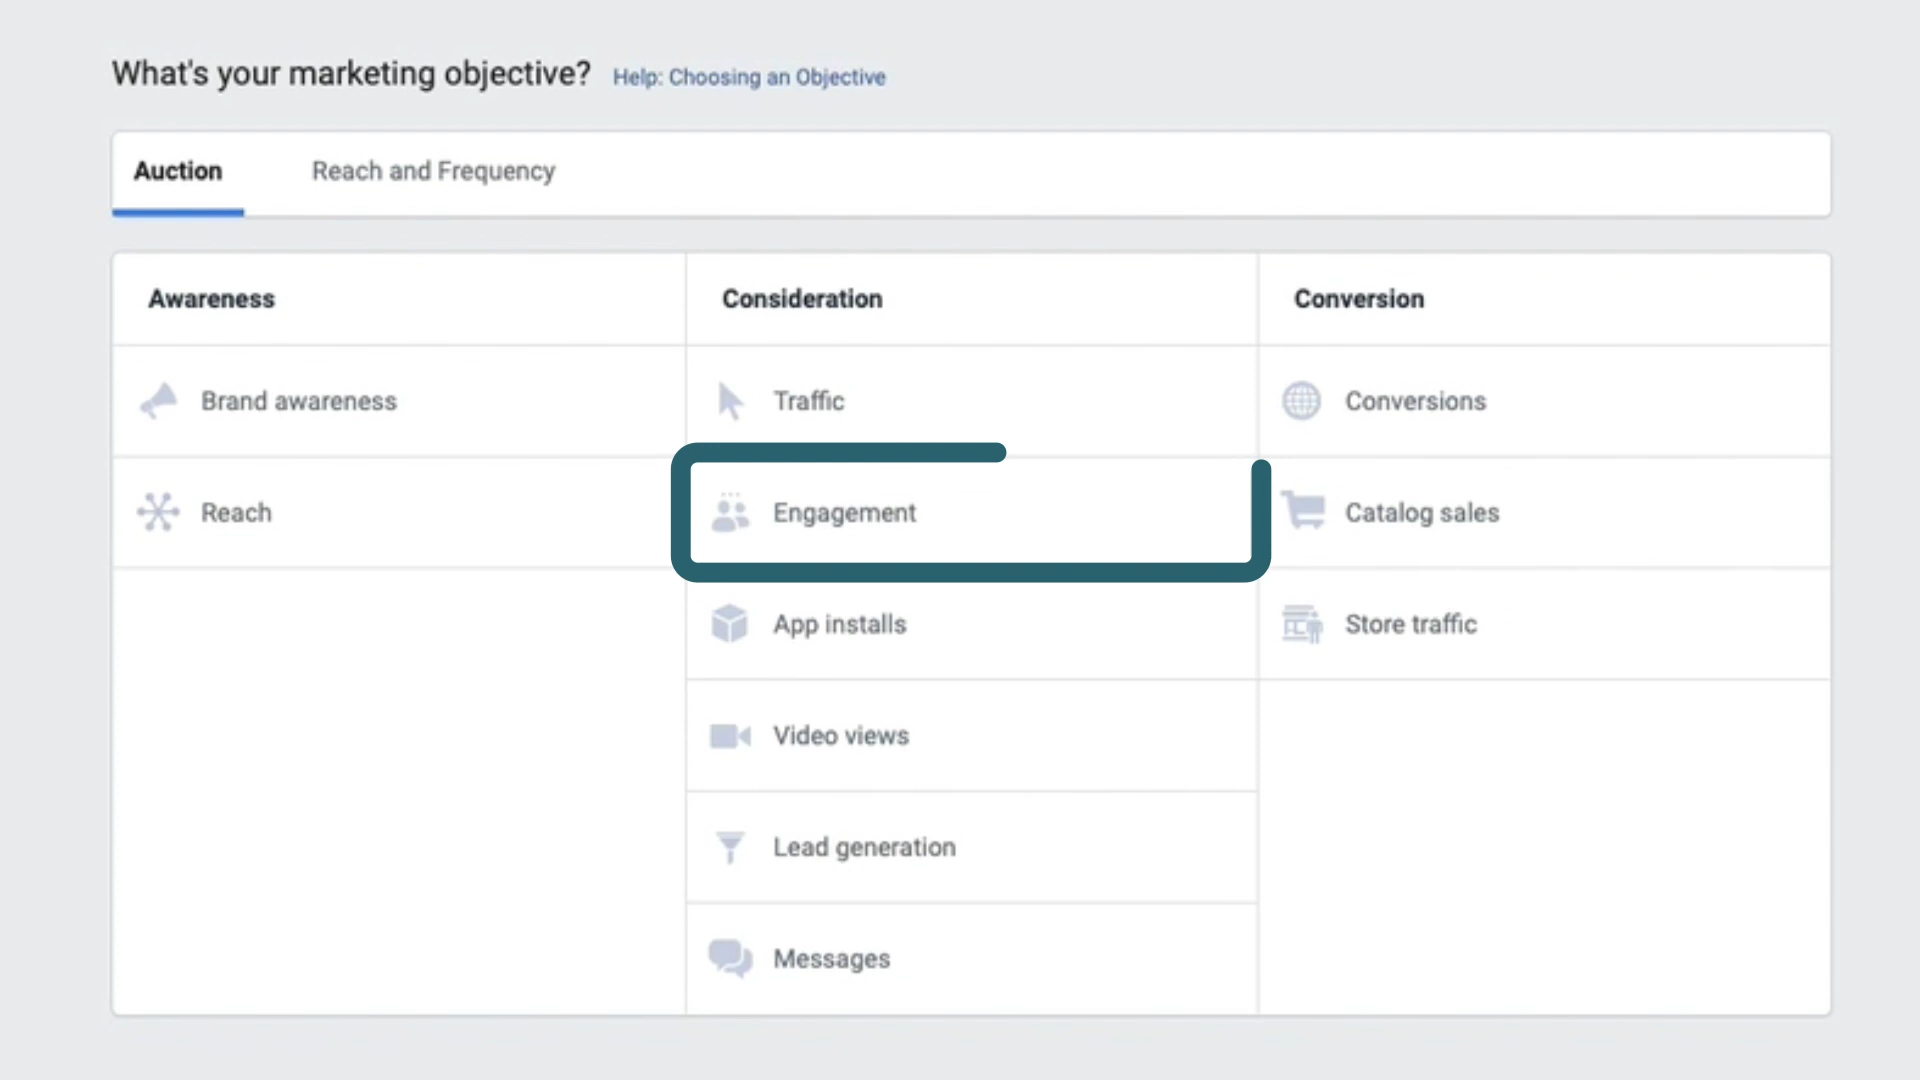 What's your marketing objective? Help: Choosing an Objective
Auction Reach and Frequency
Awareness Consideration Conversion
Brand awareness Traffic Conversions
Reach Engagement Catalog sales
App installs Store traffic
Video views
Lead generation
Messages